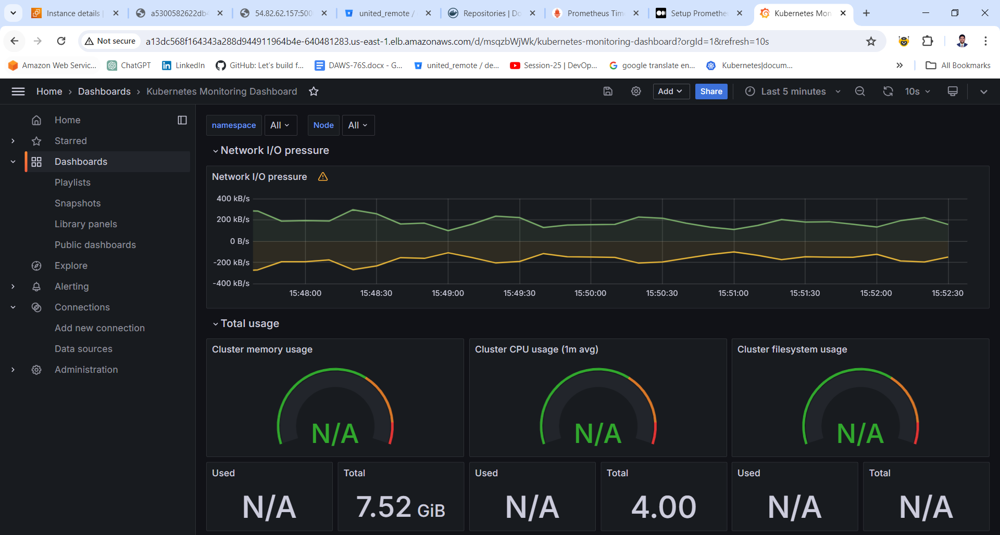 Instance details |
a5300582622db4
54.82.62.157:500
united_remote /
Repositories | Do
Prometheus Tim
Setup Promethe
Kubernetes Mon
Not secure
a13dc568f164343a288d944911964b4e-640481283.us-east-1.elb.amazonaws.com/d/msqzbWjWk/kubernetes-monitoring-dashboard?orgId=1&refresh=10s
Amazon Web Servic...
ChatGPT
LinkedIn
GitHub: Let's build f...
DAWS-76S.docx - G...
united_remote / de...
Session-25 | DevOp...
google translate en...
Kubernetes|docum...
All Bookmarks
Home › Dashboards › Kubernetes Monitoring Dashboard
Add
Share
Last 5 minutes
10s
Home
Starred
Dashboards
Playlists
Snapshots
Library panels
Public dashboards
Explore
Alerting
Connections
Add new connection
Data sources
Administration
namespace
All
Node
All
Network I/O pressure
Network I/O pressure
400 kB/s
200 kB/s
0 B/s
-200 kB/s
-400 kB/s
15:48:00
15:48:30
15:49:00
15:49:30
15:50:00
15:50:30
15:51:00
15:51:30
15:52:00
15:52:30
Total usage
Cluster memory usage
N/A
Cluster CPU usage (1m avg)
N/A
Cluster filesystem usage
N/A
Used
N/A
Total
7.52 GiB
Used
N/A
Total
4.00
Used
N/A
Total
N/A